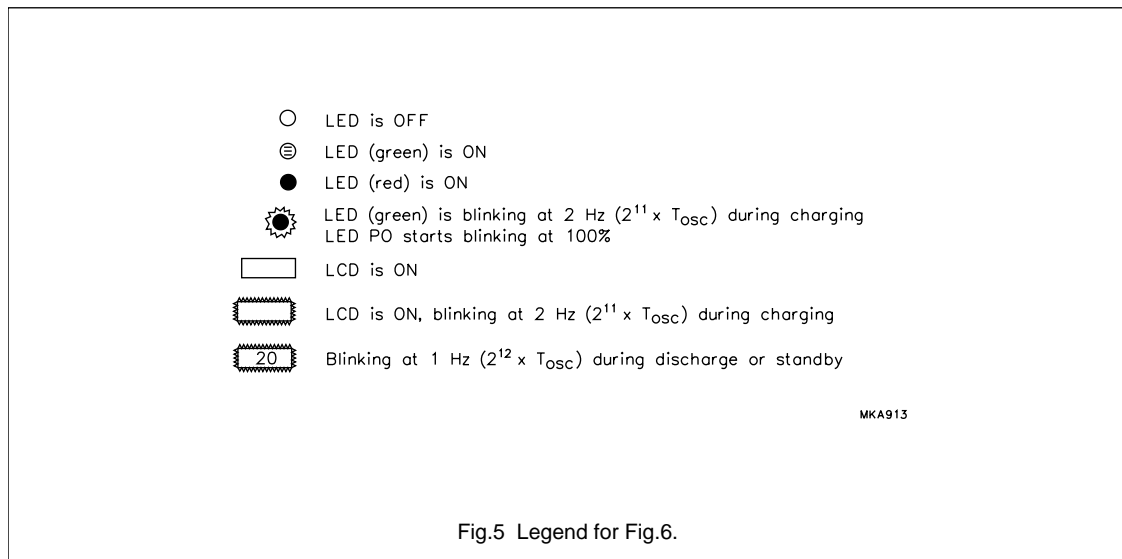 LED is OFF
LED (green) is ON
LED (red) is ON
LED (green) is blinking at 2 Hz (2¹¹ x TOSC) during charging
LED PO starts blinking at 100%
LCD is ON
LCD is ON, blinking at 2 Hz (2¹¹ x TOSC) during charging
20 Blinking at 1 Hz (2¹² x TOSC) during discharge or standby
MKA913
Fig.5 Legend for Fig.6.